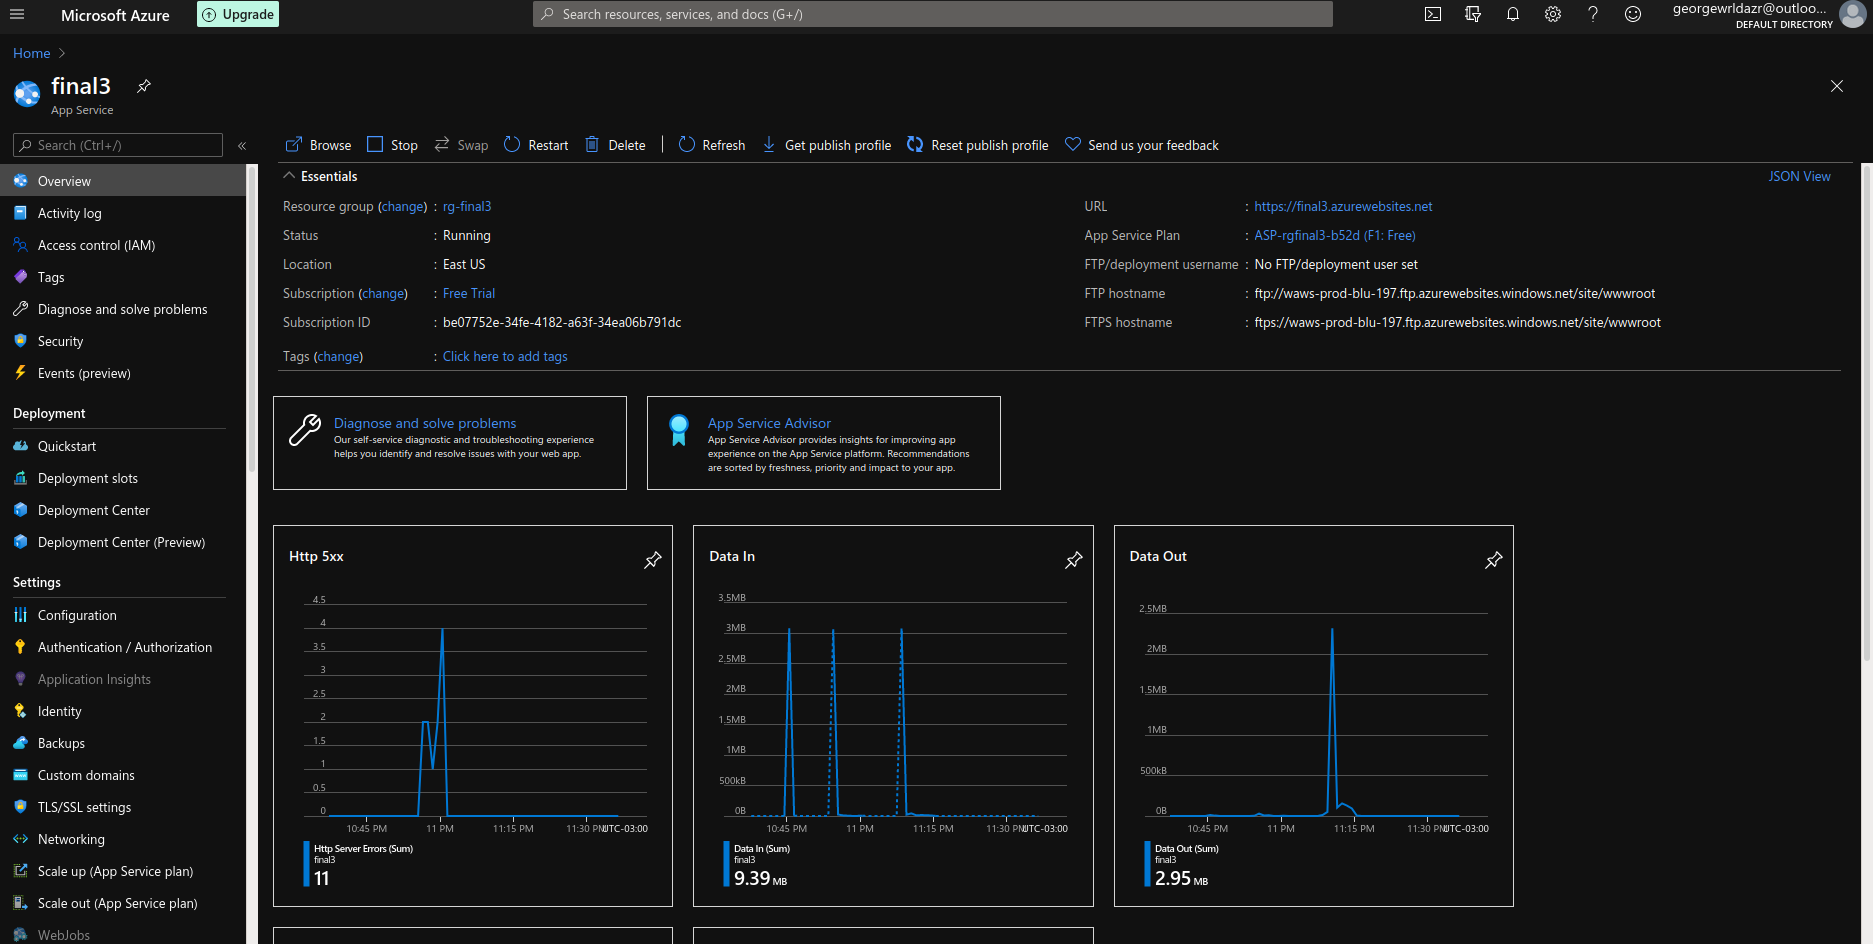 Microsoft Azure
Upgrade
Search resources, services, and docs (G+/)
georgewrldazr@outloo...
DEFAULT DIRECTORY
Home
final3
App Service
Search (Ctrl+/)
Overview
Activity log
Access control (IAM)
Tags
Diagnose and solve problems
Security
Events (preview)
Deployment
Quickstart
Deployment slots
Deployment Center
Deployment Center (Preview)
Settings
Configuration
Authentication / Authorization
Application Insights
Identity
Backups
Custom domains
TLS/SSL settings
Networking
Scale up (App Service plan)
Scale out (App Service plan)
WebJobs
Browse Stop Swap Restart Delete Refresh Get publish profile Reset publish profile Send us your feedback
Essentials
JSON View
Resource group (change) : rg-final3
Status : Running
Location : East US
Subscription (change) : Free Trial
Subscription ID : be07752e-34fe-4182-a63f-34ea06b791dc
Tags (change) : Click here to add tags
URL : https://final3.azurewebsites.net
App Service Plan : ASP-rgfinal3-b52d (F1: Free)
FTP/deployment username : No FTP/deployment user set
FTP hostname : ftp://waws-prod-blu-197.ftp.azurewebsites.windows.net/site/wwwroot
FTPS hostname : ftps://waws-prod-blu-197.ftp.azurewebsites.windows.net/site/wwwroot
Diagnose and solve problems
Our self-service diagnostic and troubleshooting experience
helps you identify and resolve issues with your web app.
App Service Advisor
App Service Advisor provides insights for improving app
experience on the App Service platform. Recommendations
are sorted by freshness, priority and impact to your app.
Http 5xx
4.5
4
3.5
3
2.5
2
1.5
1
0.5
0
10:45 PM 11 PM 11:15 PM 11:30 PM UTC-03:00
Http Server Errors (Sum)
final3
11
Data In
3.5MB
3MB
2.5MB
2MB
1.5MB
1MB
500kB
0B
10:45 PM 11 PM 11:15 PM 11:30 PM UTC-03:00
Data In (Sum)
final3
9.39 MB
Data Out
2.5MB
2MB
1.5MB
1MB
500kB
0B
10:45 PM 11 PM 11:15 PM 11:30 PM UTC-03:00
Data Out (Sum)
final3
2.95 MB